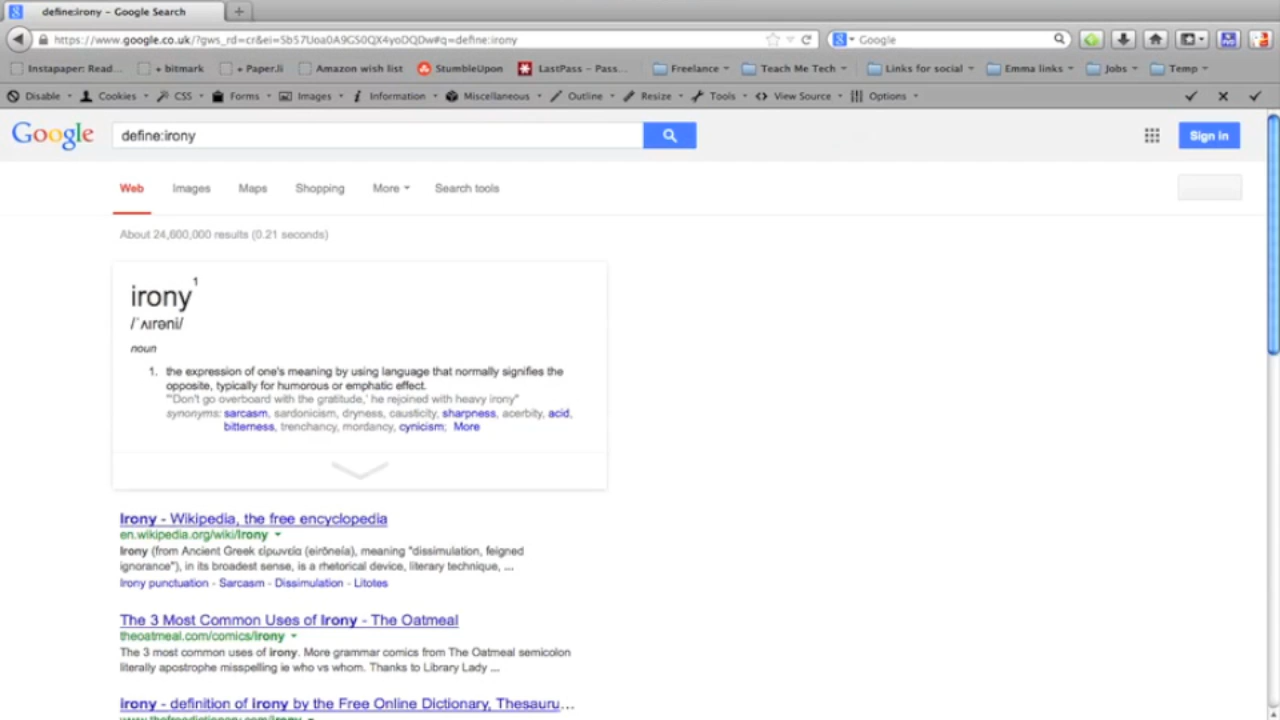 define:irony - Google Search
https://www.google.co.uk/?gws_rd=cr&ei=5b57Uoa0A9GS0QX4yoDQDw#q=define:irony
Google
Instapaper: Read...
+ bitmark
+ Paper.li
Amazon wish list
StumbleUpon
LastPass - Pass...
Freelance
Teach Me Tech
Links for social
Emma links
Jobs
Temp
Disable
Cookies
CSS
Forms
Images
Information
Miscellaneous
Outline
Resize
Tools
View Source
Options
Google
define:irony
Sign in
Web
Images
Maps
Shopping
More
Search tools
About 24,600,000 results (0.21 seconds)
irony¹
/ˈʌɪrəni/
noun
1. the expression of one's meaning by using language that normally signifies the
opposite, typically for humorous or emphatic effect.
"'Don't go overboard with the gratitude,' he rejoined with heavy irony"
synonyms: sarcasm, sardonicism, dryness, causticity, sharpness, acerbity, acid,
bitterness, trenchancy, mordancy, cynicism; More
Irony - Wikipedia, the free encyclopedia
en.wikipedia.org/wiki/Irony
Irony (from Ancient Greek εἰρωνεία (eirōneía), meaning "dissimulation, feigned
ignorance"), in its broadest sense, is a rhetorical device, literary technique, ...
Irony punctuation - Sarcasm - Dissimulation - Litotes
The 3 Most Common Uses of Irony - The Oatmeal
theoatmeal.com/comics/irony
The 3 most common uses of irony. More grammar comics from The Oatmeal semicolon
literally apostrophe misspelling ie who vs whom. Thanks to Library Lady ...
Irony - definition of irony by the Free Online Dictionary, Thesauru...
www.thefreedictionary.com/irony